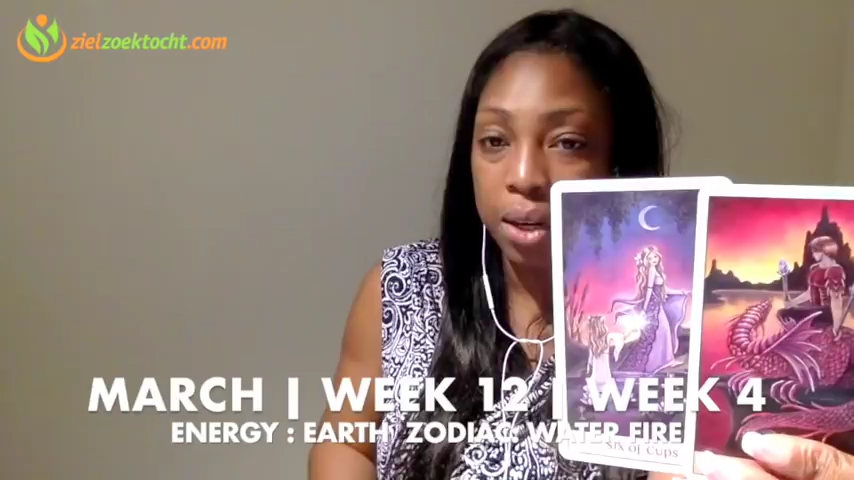 zielzoektocht.com
MARCH | WEEK 12 | WEEK 4
ENERGY : EARTH, ZODIAC, WATER, FIRE
six of cups